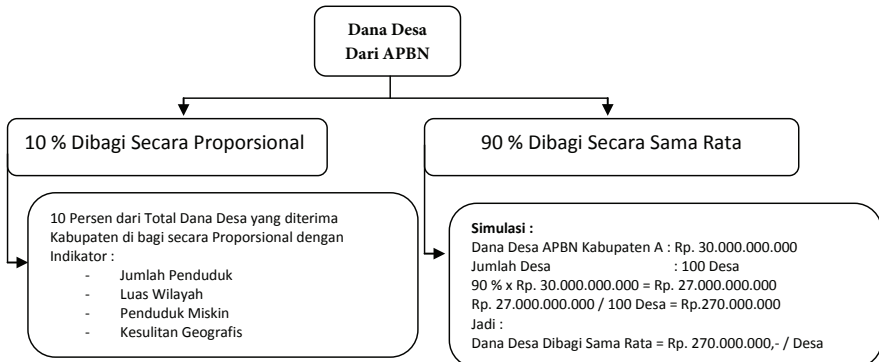 Dana Desa
Dari APBN
10 % Dibagi Secara Proporsional
90 % Dibagi Secara Sama Rata
10 Persen dari Total Dana Desa yang diterima
Kabupaten di bagi secara Proporsional dengan
Indikator :
- Jumlah Penduduk
- Luas Wilayah
- Penduduk Miskin
- Kesulitan Geografis
Simulasi :
Dana Desa APBN Kabupaten A : Rp. 30.000.000.000
Jumlah Desa : 100 Desa
90 % x Rp. 30.000.000.000 = Rp. 27.000.000.000
Rp. 27.000.000.000 / 100 Desa = Rp.270.000.000
Jadi :
Dana Desa Dibagi Sama Rata = Rp. 270.000.000,- / Desa